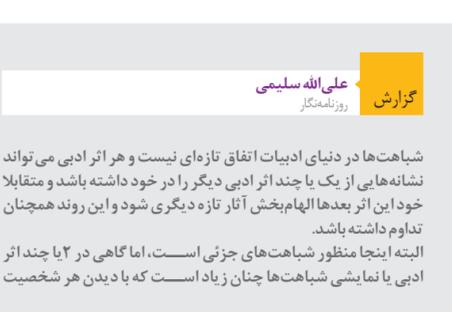 گزارش
علی‌الله سلیمی
روزنامه‌نگار
شباهت‌ها در دنیای ادبیات اتفاق تازه‌ای نیست و هر اثر ادبی می‌تواند
نشانه‌هایی از یک یا چند اثر ادبی دیگر را در خود داشته باشد و متقابلا
خود این اثر بعدها الهام‌بخش آثار تازه دیگری شود و این روند همچنان
تداوم داشته باشد.
البته اینجا منظور شباهت‌های جزئی است، اما گاهی در ۲یا چند اثر
ادبی یا نمایشی شباهت‌ها چنان زیاد است که با دیدن هر شخصیت